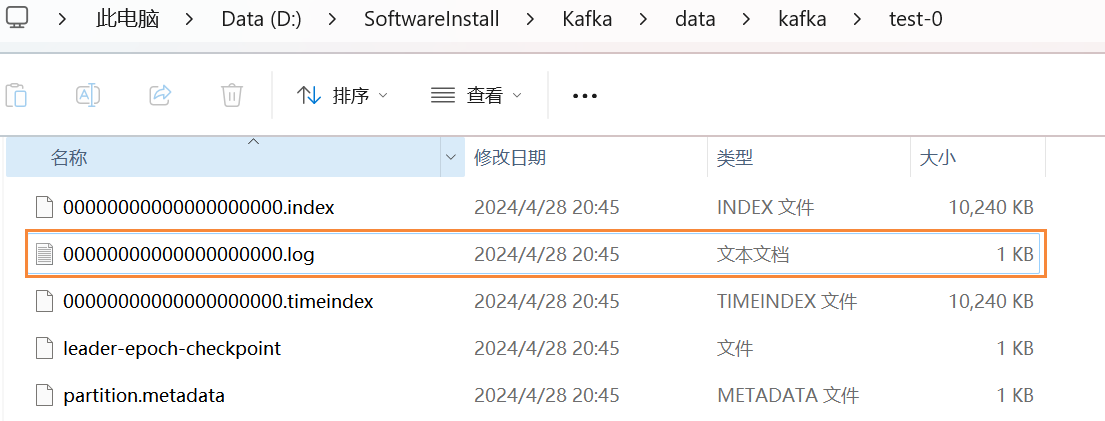 此电脑 > Data (D:) > SoftwareInstall > Kafka > data > kafka > test-0
排序 查看 •••
名称 修改日期 类型 大小
00000000000000000000.index 2024/4/28 20:45 INDEX 文件 10,240 KB
00000000000000000000.log 2024/4/28 20:45 文本文档 1 KB
00000000000000000000.timeindex 2024/4/28 20:45 TIMEINDEX 文件 10,240 KB
leader-epoch-checkpoint 2024/4/28 20:45 文件 1 KB
partition.metadata 2024/4/28 20:45 METADATA 文件 1 KB